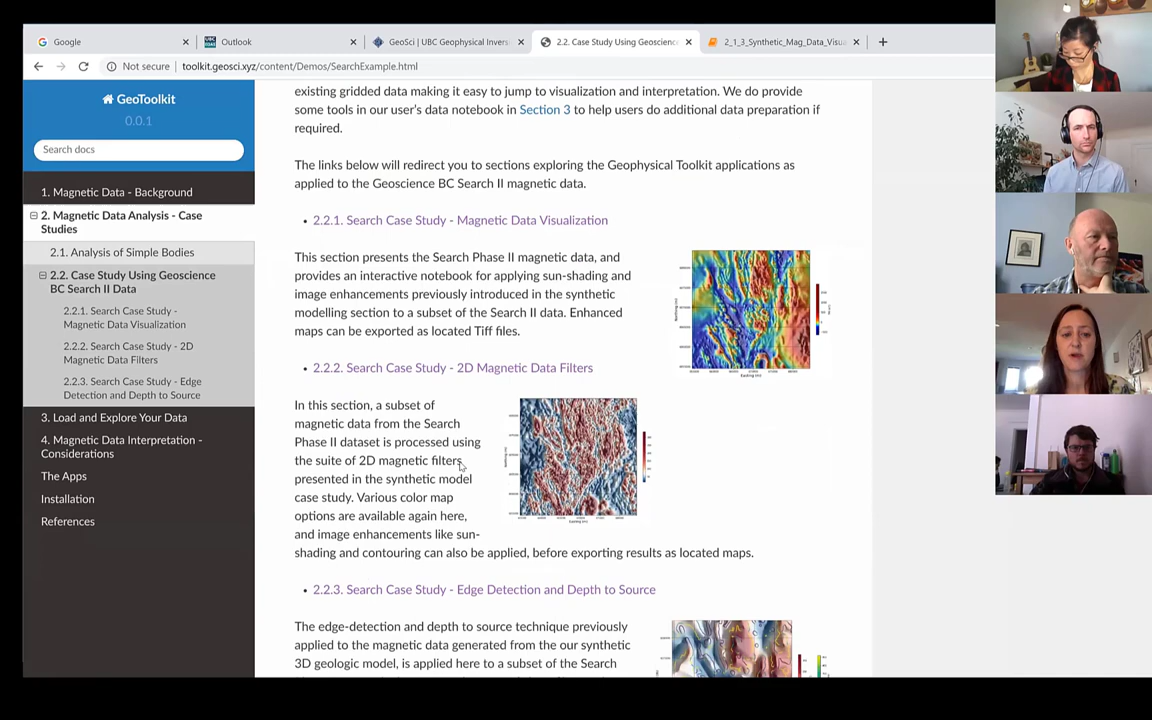 Google
Outlook
GeoSci | UBC Geophysical Invers
2.2. Case Study Using Geoscienc
2_1_3_Synthetic_Mag_Data_Visua
Not secure | toolkit.geosci.xyz/content/Demos/SearchExample.html
GeoToolkit
0.0.1
Search docs
1. Magnetic Data - Background
2. Magnetic Data Analysis - Case
Studies
2.1. Analysis of Simple Bodies
2.2. Case Study Using Geoscience
BC Search II Data
2.2.1. Search Case Study -
Magnetic Data Visualization
2.2.2. Search Case Study - 2D
Magnetic Data Filters
2.2.3. Search Case Study - Edge
Detection and Depth to Source
3. Load and Explore Your Data
4. Magnetic Data Interpretation -
Considerations
The Apps
Installation
References
existing gridded data making it easy to jump to visualization and interpretation. We do provide
some tools in our user's data notebook in Section 3 to help users do additional data preparation if
required.
The links below will redirect you to sections exploring the Geophysical Toolkit applications as
applied to the Geoscience BC Search II magnetic data.
• 2.2.1. Search Case Study - Magnetic Data Visualization
This section presents the Search Phase II magnetic data, and
provides an interactive notebook for applying sun-shading and
image enhancements previously introduced in the synthetic
modelling section to a subset of the Search II data. Enhanced
maps can be exported as located Tiff files.
• 2.2.2. Search Case Study - 2D Magnetic Data Filters
In this section, a subset of
magnetic data from the Search
Phase II dataset is processed using
the suite of 2D magnetic filters
presented in the synthetic model
case study. Various color map
options are available again here,
and image enhancements like sun-
shading and contouring can also be applied, before exporting results as located maps.
• 2.2.3. Search Case Study - Edge Detection and Depth to Source
The edge-detection and depth to source technique previously
applied to the magnetic data generated from the our synthetic
3D geologic model, is applied here to a subset of the Search